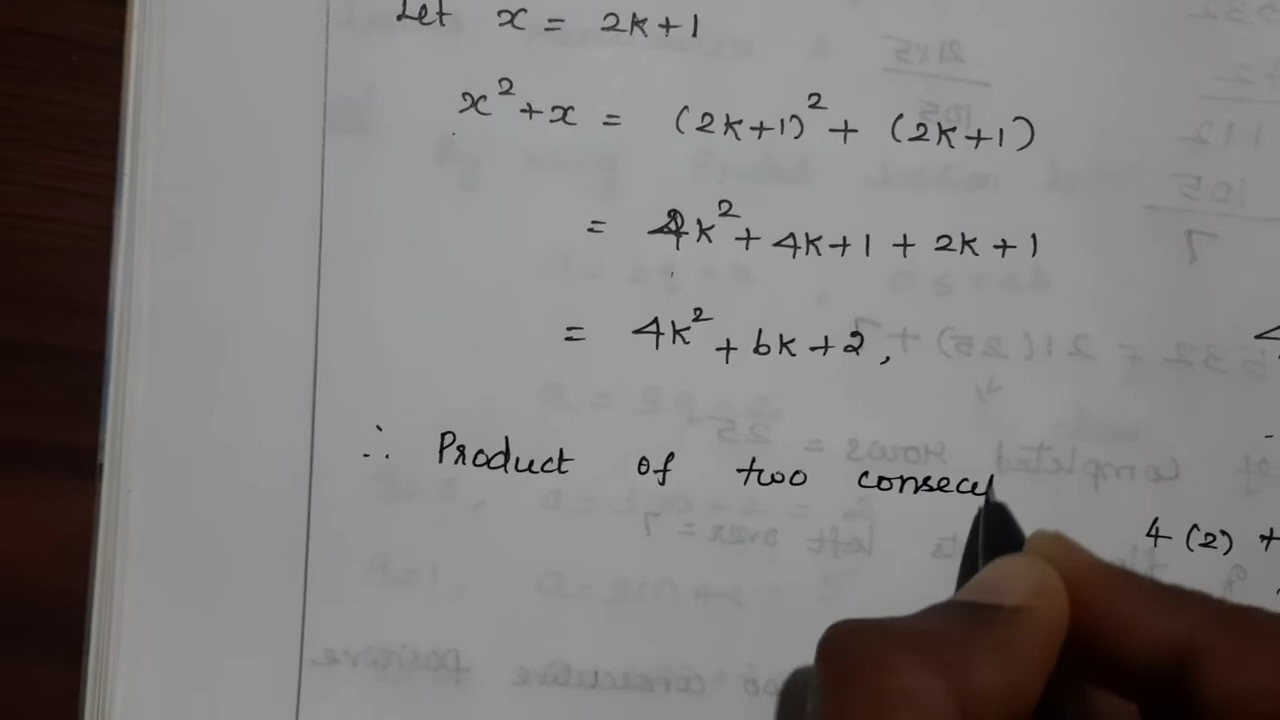 Let x = 2k+1
x²+x = (2k+1)² + (2k+1)
= 4k² + 4k+1 + 2k+1
= 4k² + 6k+2,
∴ Product of two consecu
4 (2) +